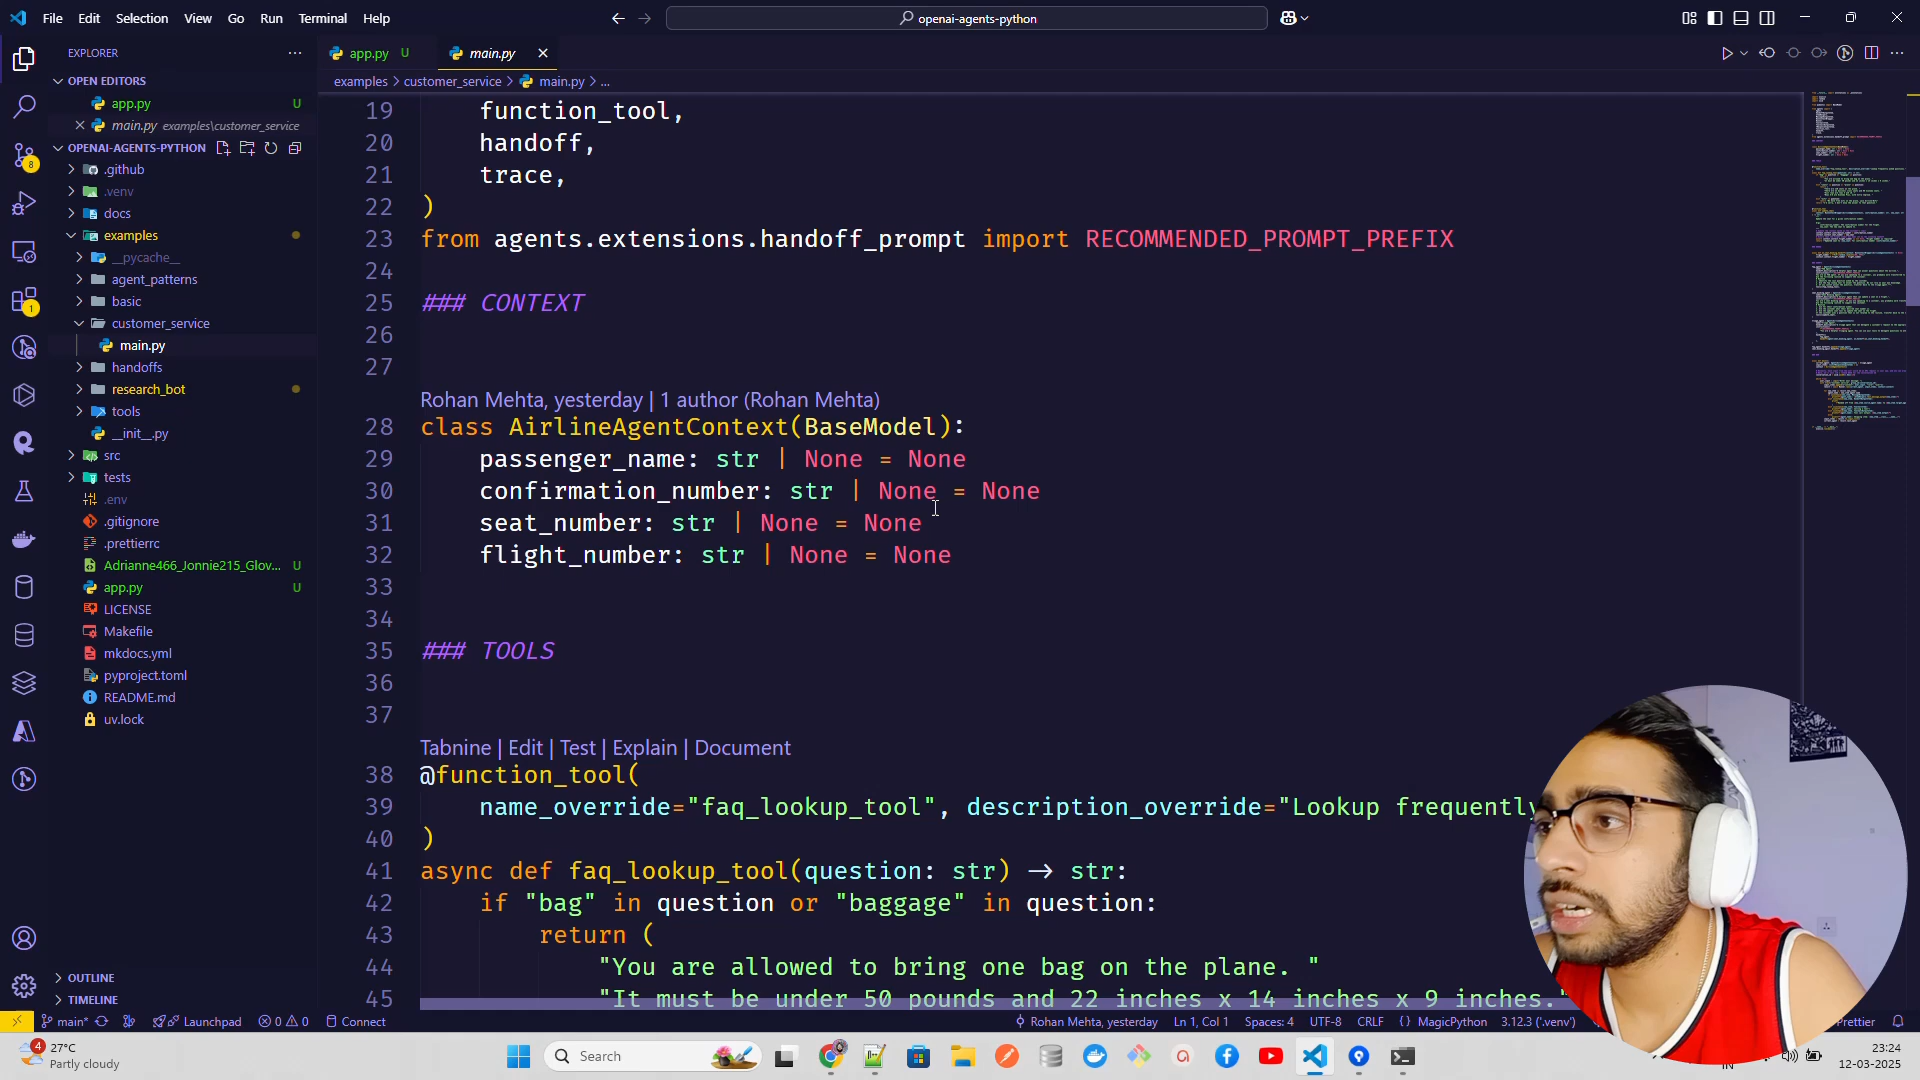 File Edit Selection View Go Run Terminal Help
openai-agents-python
EXPLORER
OPEN EDITORS
app.py U
main.py examples\customer_service
OPENAI-AGENTS-PYTHON
.github
.venv
docs
examples
__pycache__
agent_patterns
basic
customer_service
main.py
handoffs
research_bot
tools
__init__.py
src
tests
.env
.gitignore
.prettierrc
Adrianne466_Jonnie215_Glov... U
app.py U
LICENSE
Makefile
mkdocs.yml
pyproject.toml
README.md
uv.lock
OUTLINE
TIMELINE
8
1
app.py U
main.py
examples > customer_service > main.py > ...
19 function_tool,
20 handoff,
21 trace,
22 )
23 from agents.extensions.handoff_prompt import RECOMMENDED_PROMPT_PREFIX
24
25 ### CONTEXT
26
27
Rohan Mehta, yesterday | 1 author (Rohan Mehta)
28 class AirlineAgentContext(BaseModel):
29 passenger_name: str | None = None
30 confirmation_number: str | None = None
31 seat_number: str | None = None
32 flight_number: str | None = None
33
34
35 ### TOOLS
36
37
Tabnine | Edit | Test | Explain | Document
38 @function_tool(
39 name_override="faq_lookup_tool", description_override="Lookup frequently
40 )
41 async def faq_lookup_tool(question: str) → str:
42 if "bag" in question or "baggage" in question:
43 return (
44 "You are allowed to bring one bag on the plane. "
45 "It must be under 50 pounds and 22 inches x 14 inches x 9 inches."
main* Launchpad 0 0 Connect
Rohan Mehta, yesterday Ln 1, Col 1 Spaces: 4 UTF-8 CRLF MagicPython 3.12.3 ('.venv') Prettier
4
27°C
Partly cloudy
Search
IN
23:24
12-03-2025